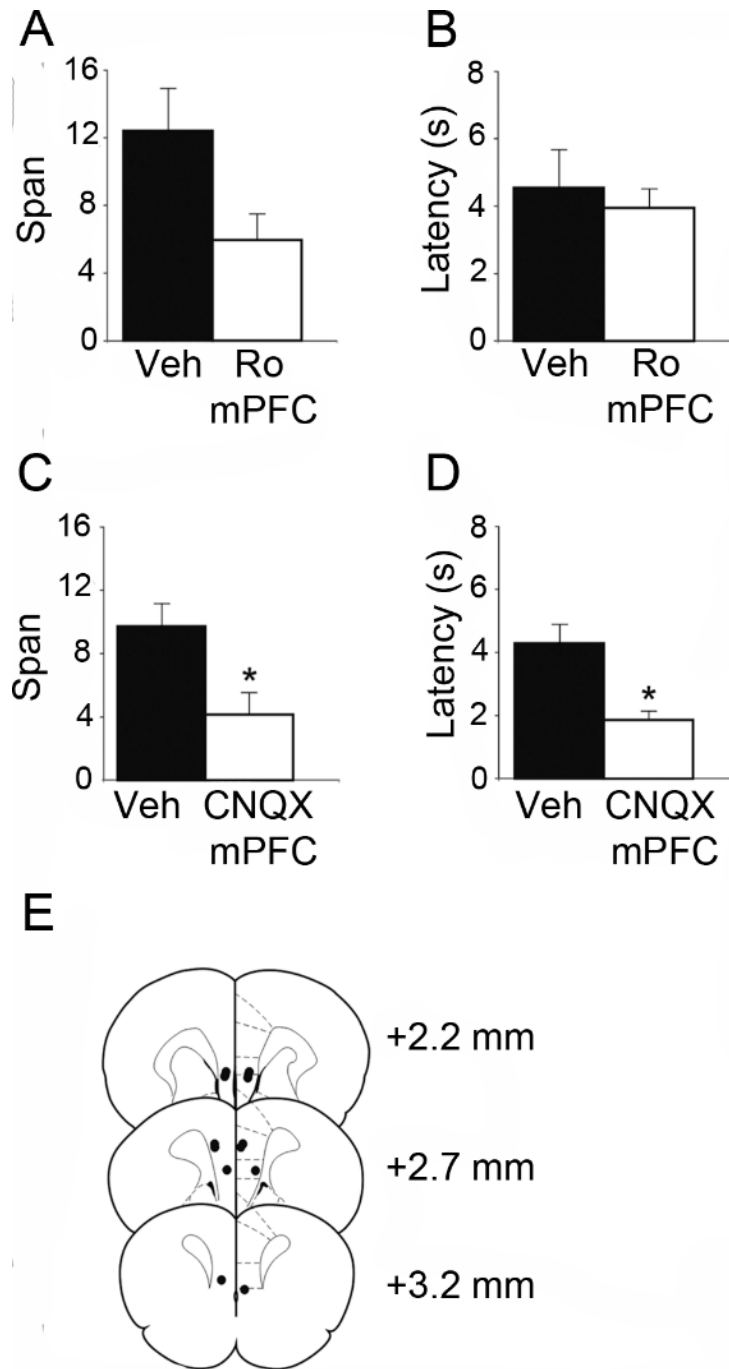 A
Span
16
12
8
4
0
Veh Ro
mPFC
B
Latency (s)
8
6
4
2
0
Veh Ro
mPFC
C
Span
16
12
8
4
0
*
Veh CNQX
mPFC
D
Latency (s)
8
6
4
2
0
*
Veh CNQX
mPFC
E
+2.2 mm
+2.7 mm
+3.2 mm